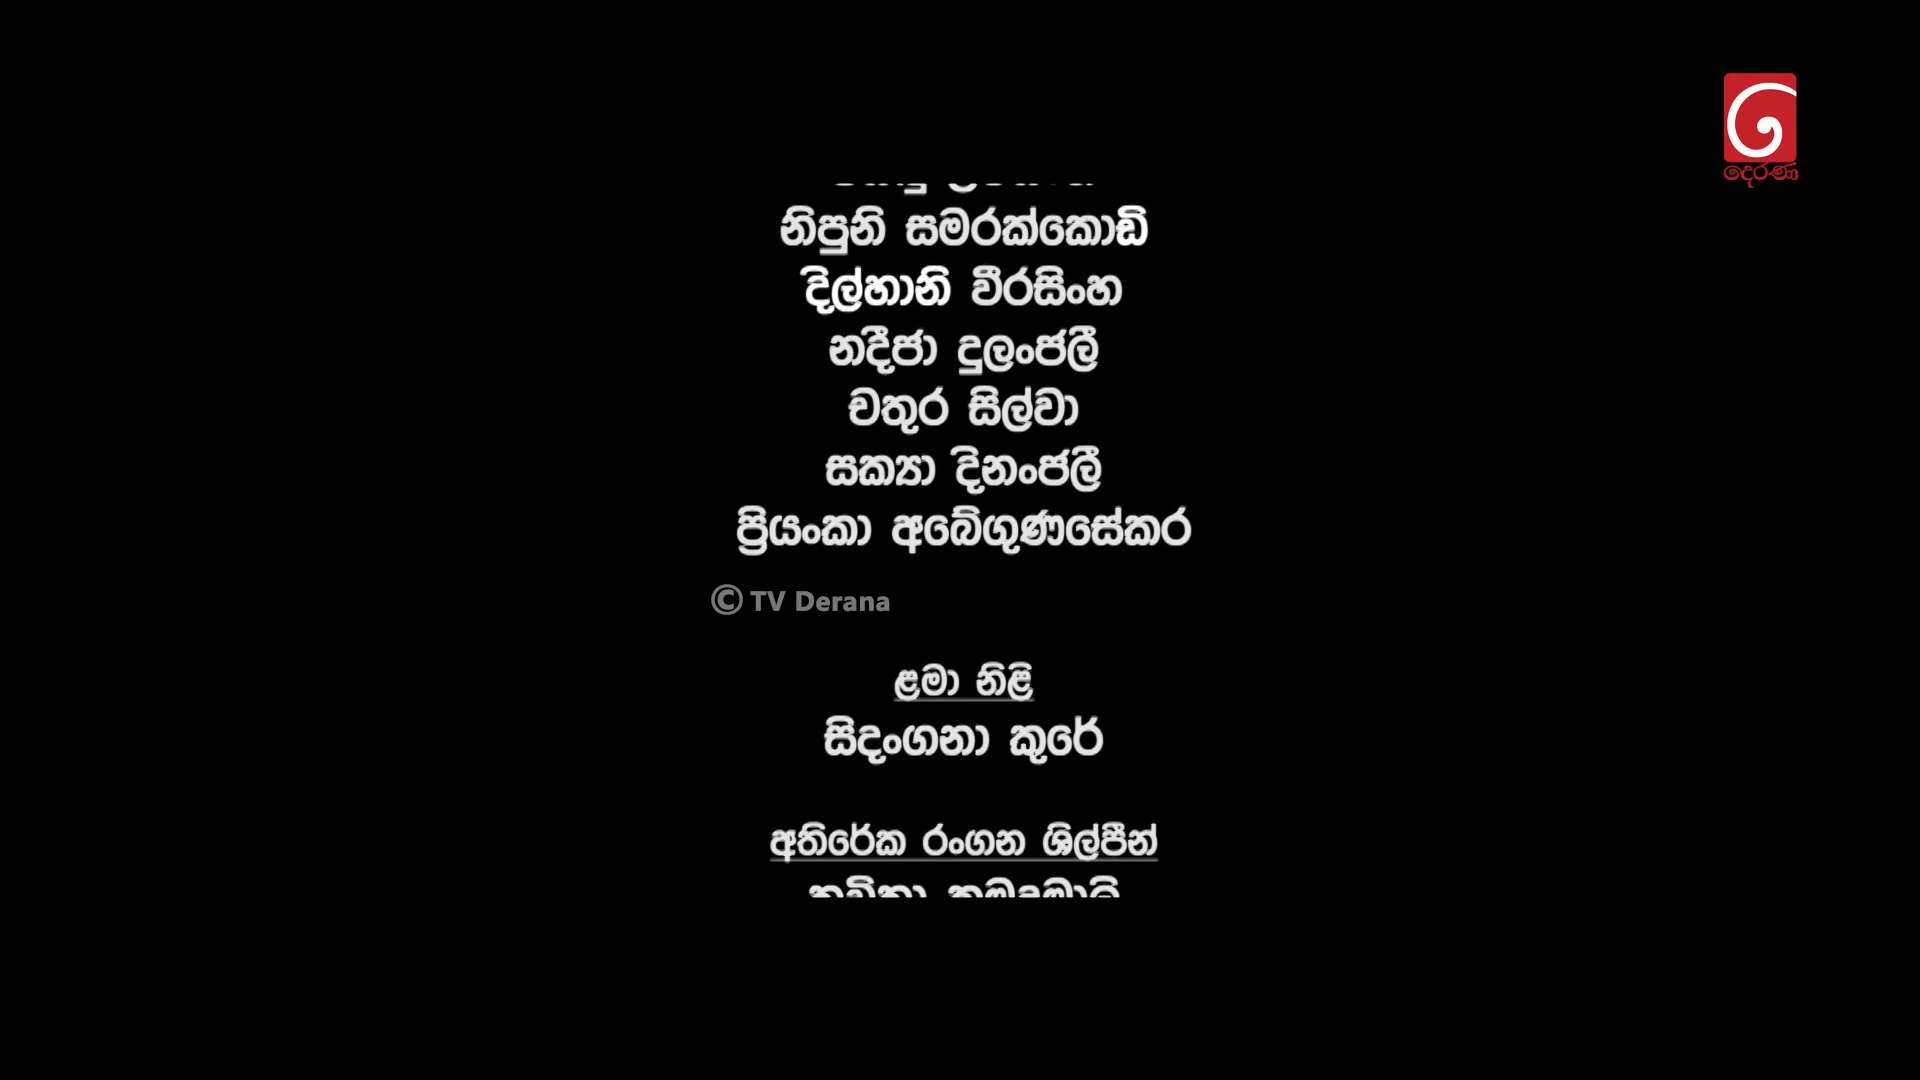 දෙරණ
නිපුනි සමරක්කොඩි
දිල්හානි වීරසිංහ
නදීජා දුලංජලී
චතුර සිල්වා
සක්‍යා දිනංජලී
ප්‍රියංකා අබේගුණසේකර
© TV Derana
ළමා නිළි
සිදංගනා කුරේ
අතිරේක රංගන ශිල්පීන්